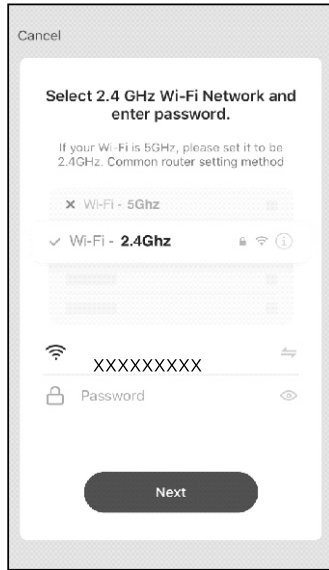 Cancel
Select 2.4 GHz Wi-Fi Network and
enter password.
If your Wi-Fi is 5GHz, please set it to be
2.4GHz. Common router setting method
Wi-Fi - 5Ghz
Wi-Fi - 2.4Ghz
XXXXXXXXX
Password
Next